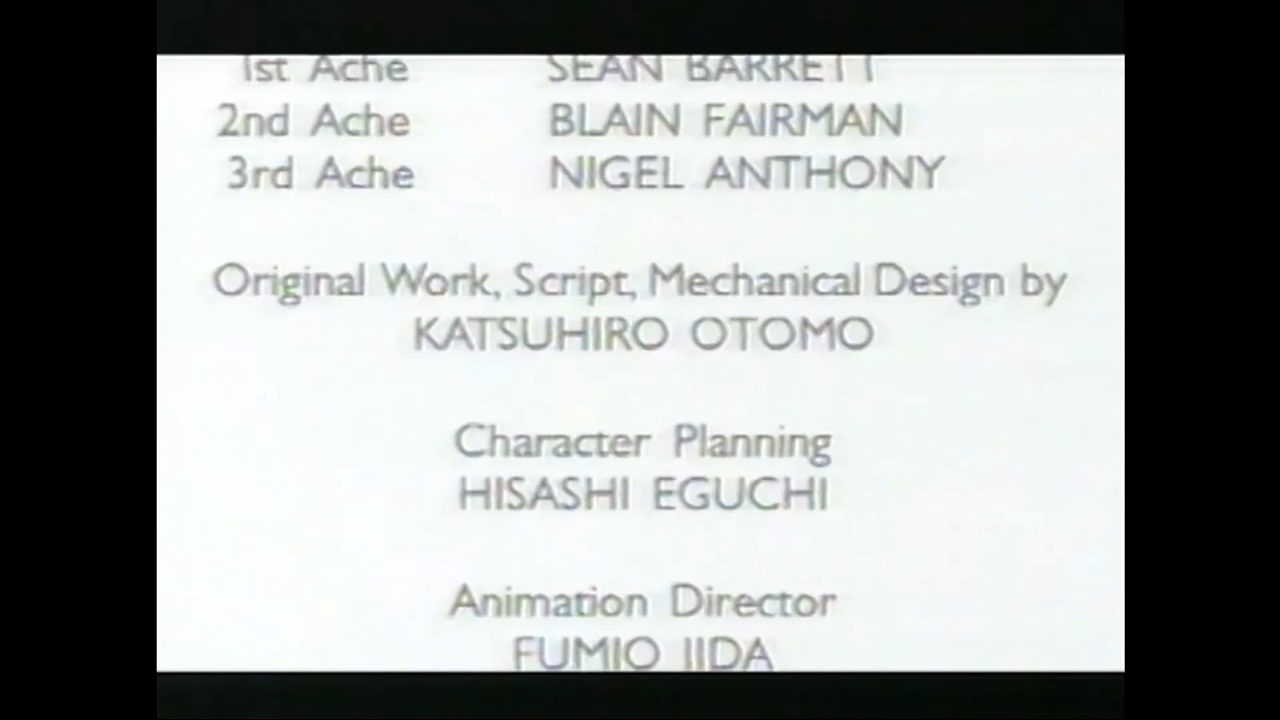 1st Ache SEAN BARRETT
2nd Ache BLAIN FAIRMAN
3rd Ache NIGEL ANTHONY
Original Work, Script, Mechanical Design by
KATSUHIRO OTOMO
Character Planning
HISASHI EGUCHI
Animation Director
FUMIO IIDA